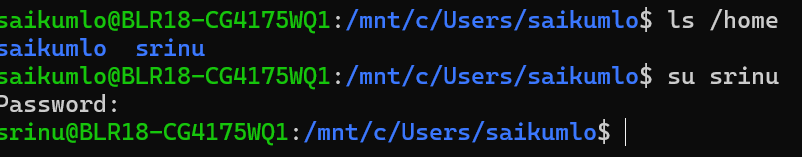 saikumlo@BLR18-CG4175WQ1:/mnt/c/Users/saikumlo$ ls /home
saikumlo  srinu
saikumlo@BLR18-CG4175WQ1:/mnt/c/Users/saikumlo$ su srinu
Password:
srinu@BLR18-CG4175WQ1:/mnt/c/Users/saikumlo$